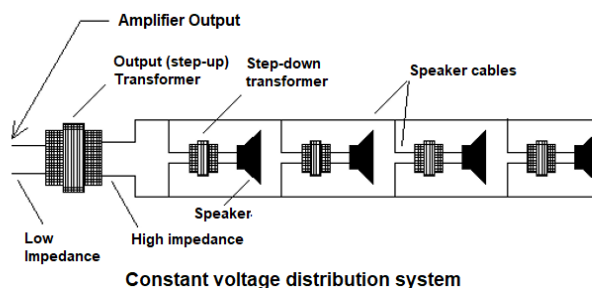 Amplifier Output
Output (step-up)
Transformer
Step-down
transformer
Speaker cables
Speaker.
Low
Impedance
High impedance
Constant voltage distribution system